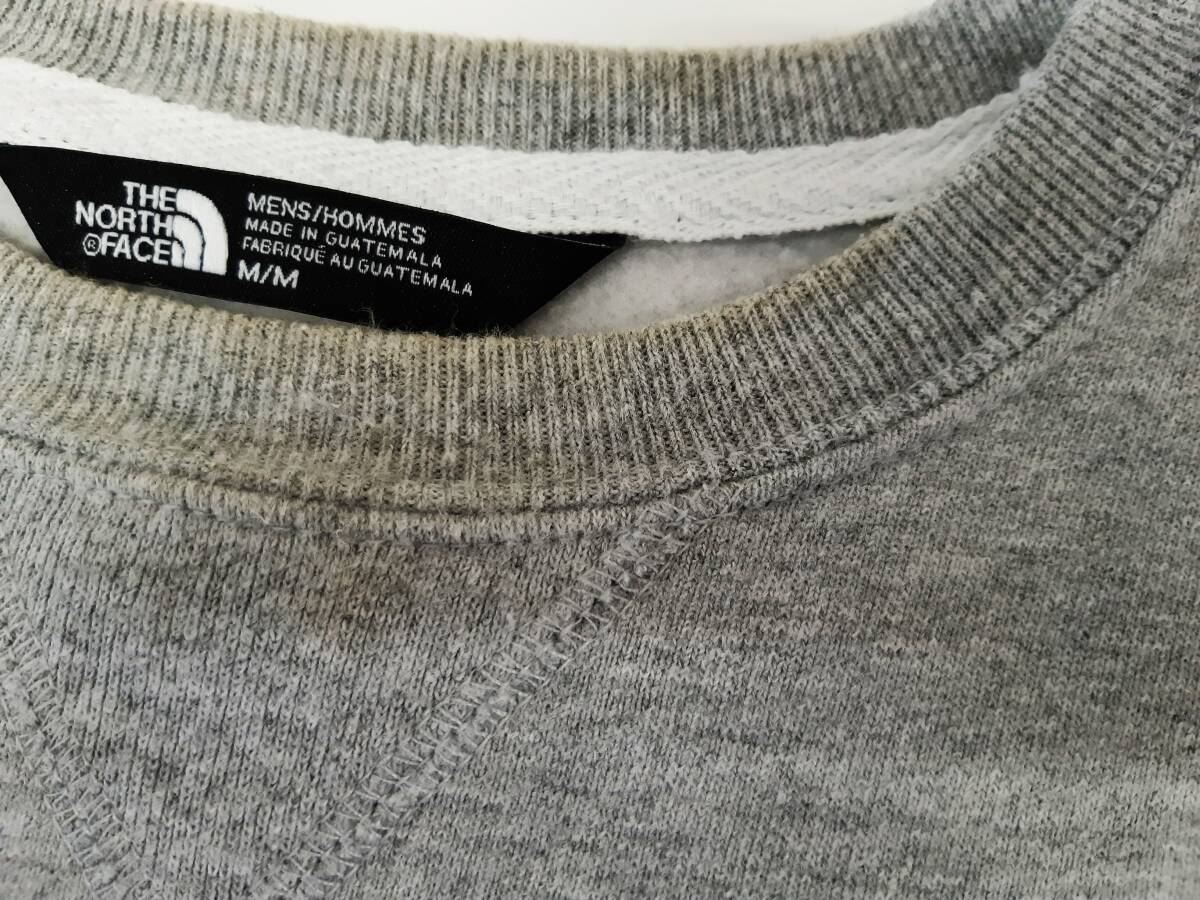 THE
NORTH
®FACE
MENS/HOMMES
MADE IN GUATEMALA
FABRIQUÉ AU GUATEMALA
M/M